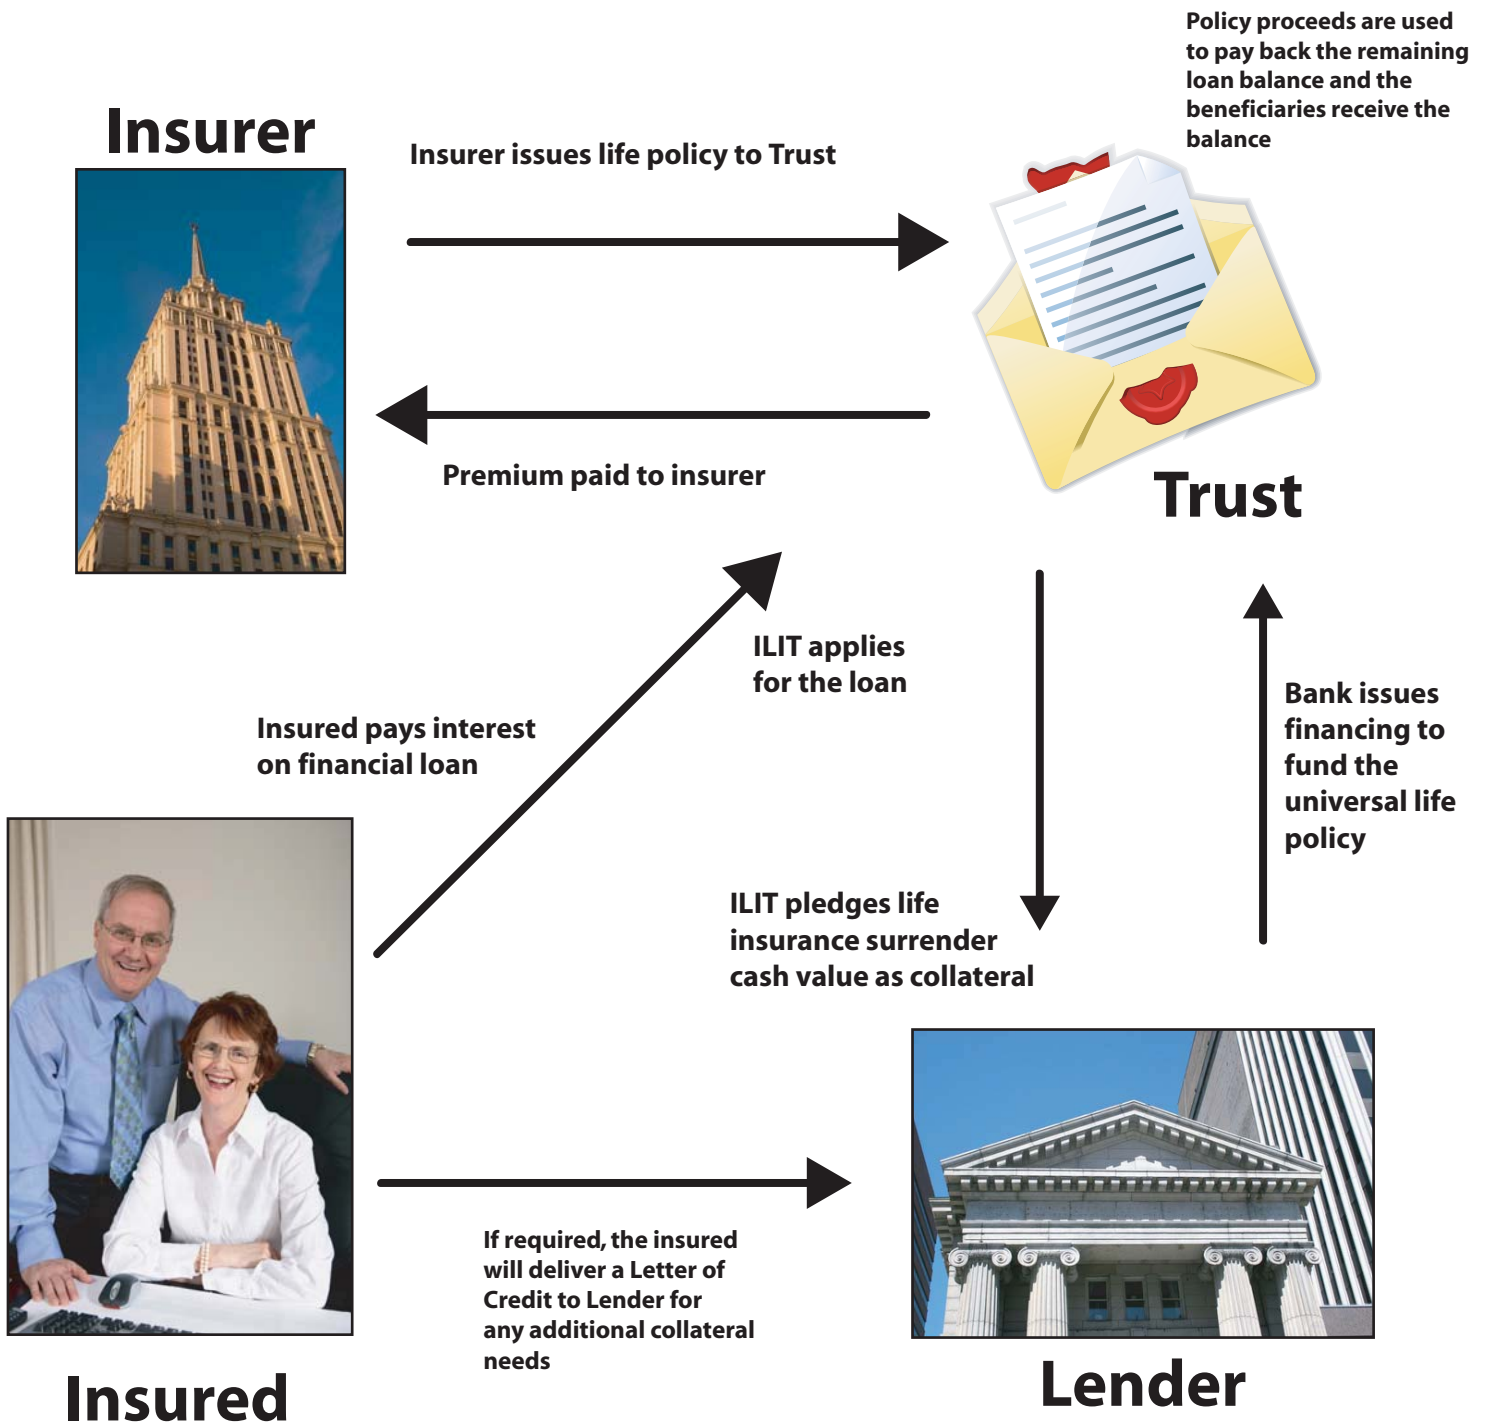 Policy proceeds are used
to pay back the remaining
loan balance and the
beneficiaries receive the
balance
Insurer
Insurer issues life policy to Trust
Premium paid to insurer
Trust
ILIT applies
for the loan
Insured pays interest
on financial loan
Bank issues
financing to
fund the
universal life
policy
ILIT pledges life
insurance surrender
cash value as collateral
If required, the insured
will deliver a Letter of
Credit to Lender for
any additional collateral
needs
Insured
Lender